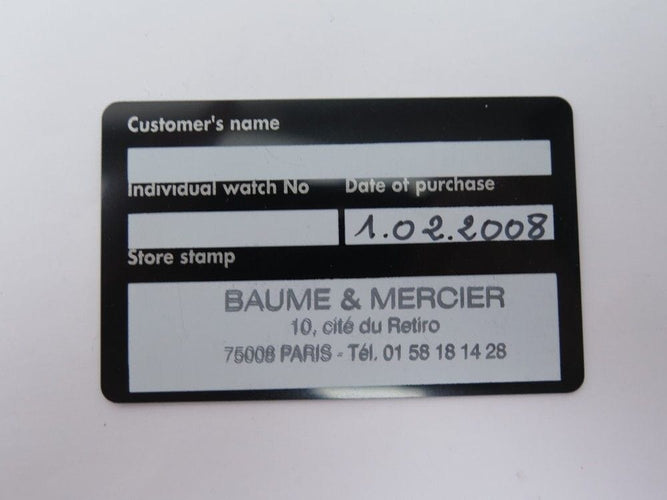 Customer's name
Individual watch No Date of purchase
1.02.2008
Store stamp
BAUME & MERCIER
10, cité du Retiro
75008 PARIS - Tél. 01 58 18 14 28